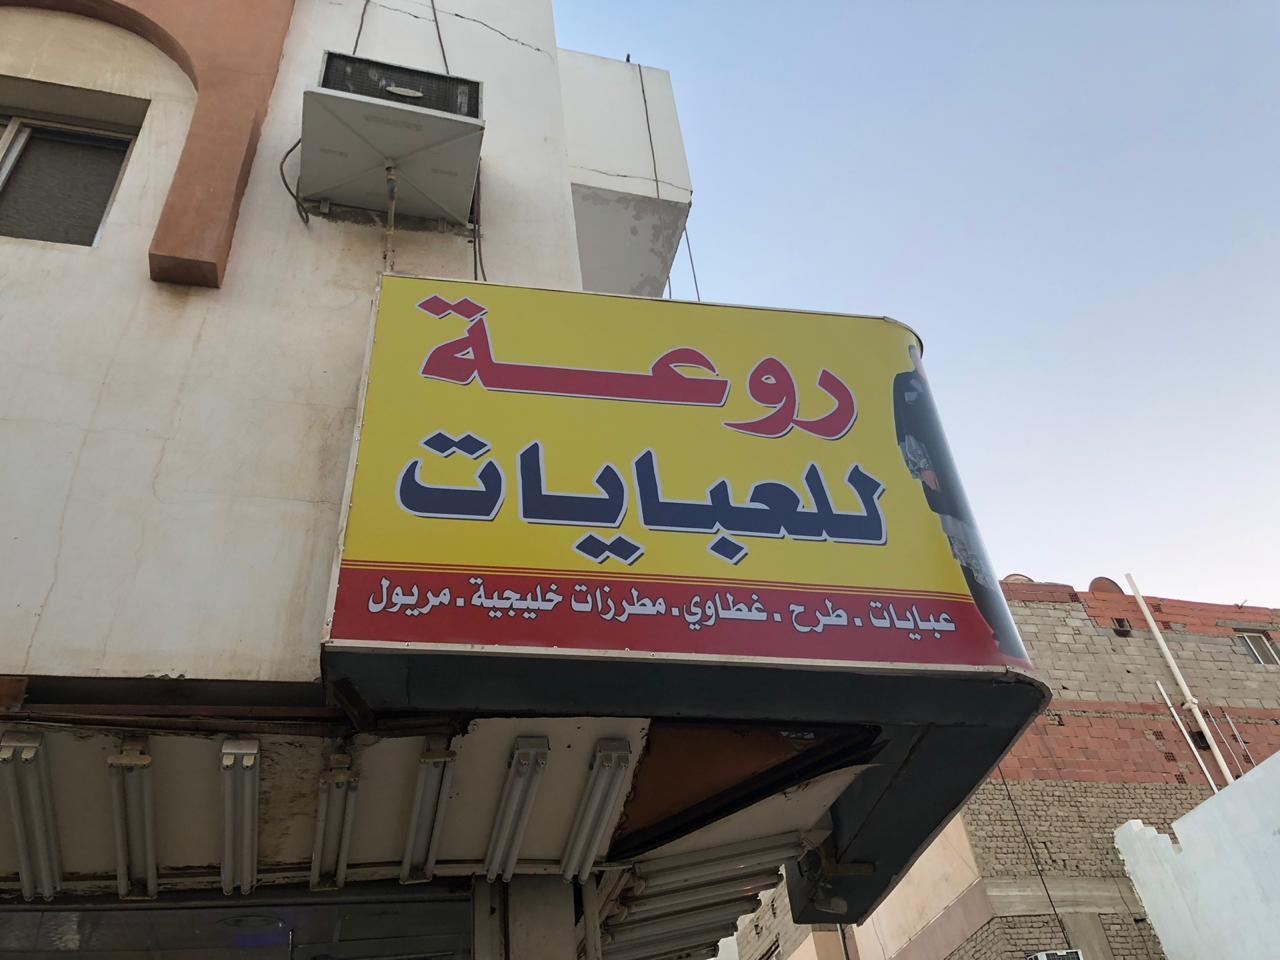 روعة
للعبايات
عبايات . طرح . غطاوي . مطرزات خليجية . مريول